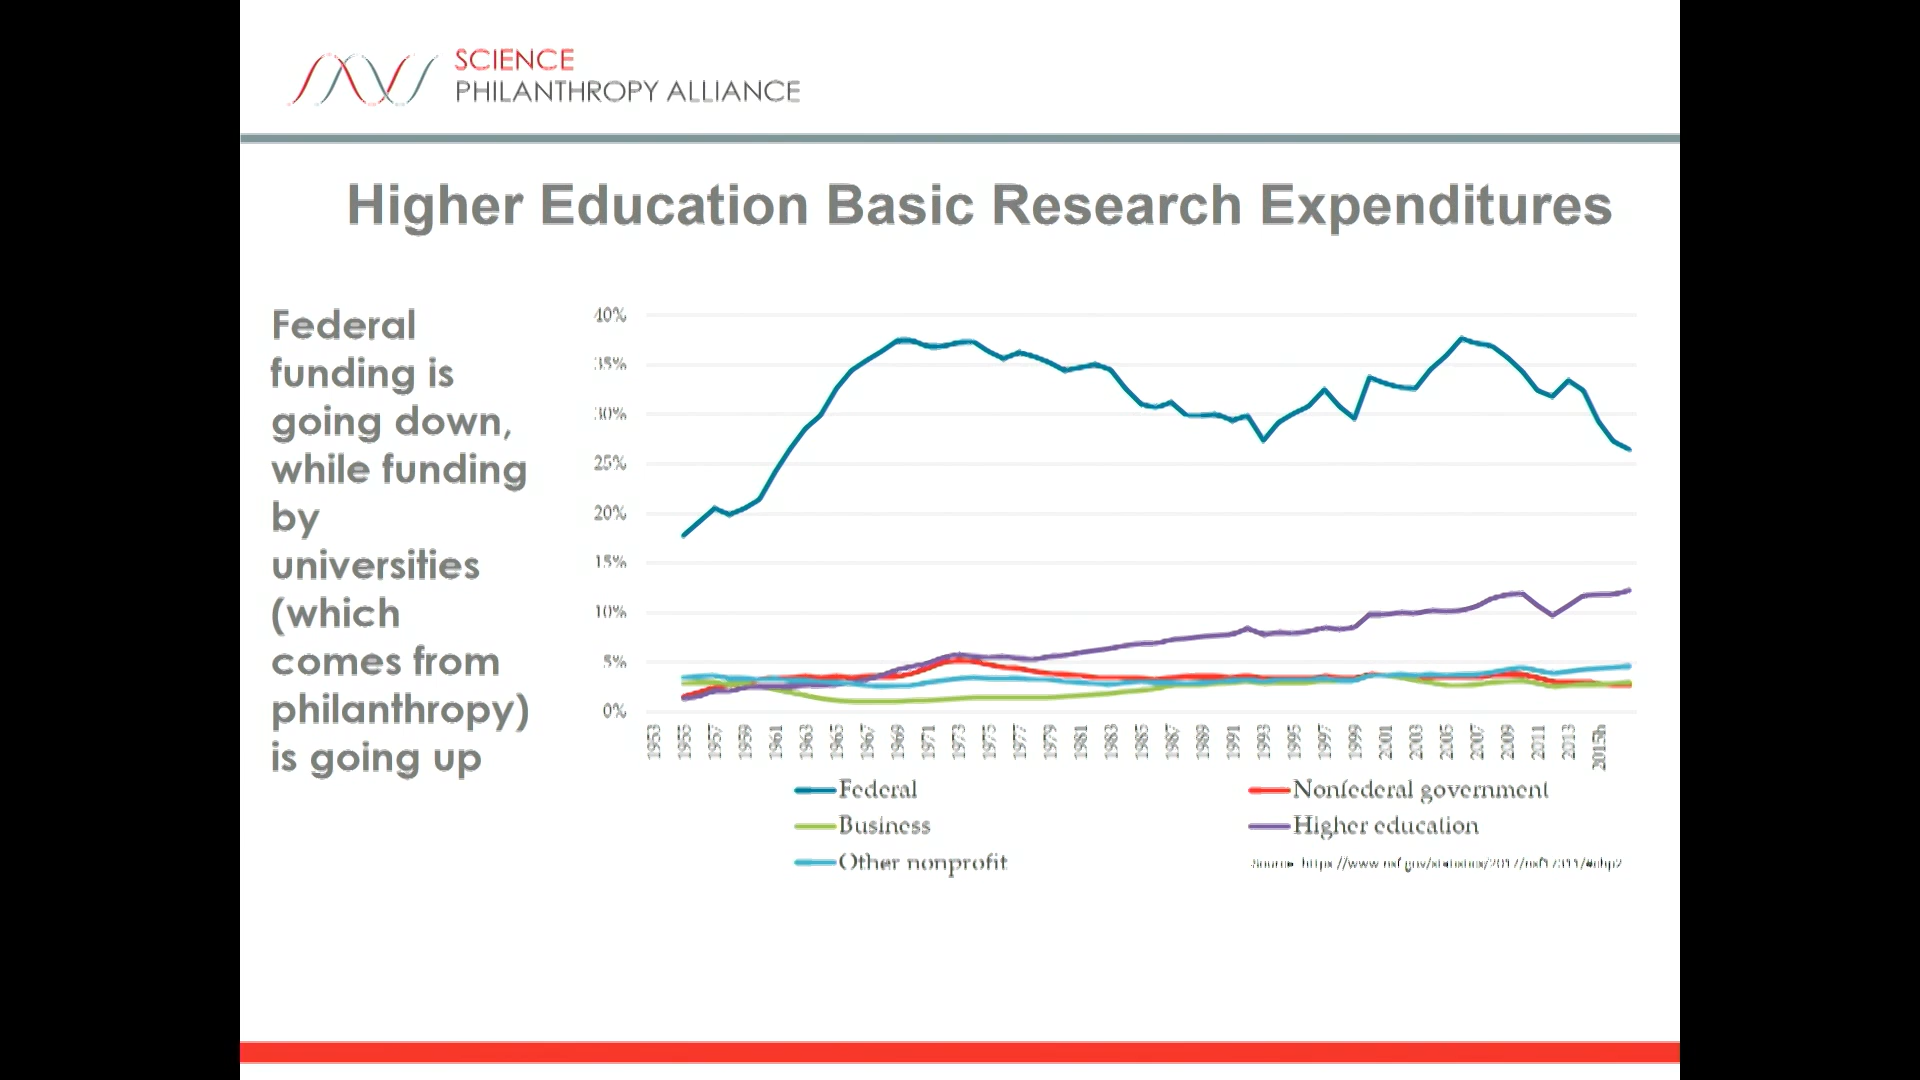 SCIENCE
PHILANTHROPY ALLIANCE
Higher Education Basic Research Expenditures
Federal
funding is
going down,
while funding
by
universities
(which
comes from
philanthropy)
is going up
40%
35%
30%
25%
20%
15%
10%
5%
0%
1953 1955 1957 1959 1961 1963 1965 1967 1969 1971 1973 1975 1977 1979 1981 1983 1985 1987 1989 1991 1993 1995 1997 1999 2001 2003 2005 2007 2009 2011 2013 2015b
Federal Nonfederal government
Business Higher education
Other nonprofit
Source